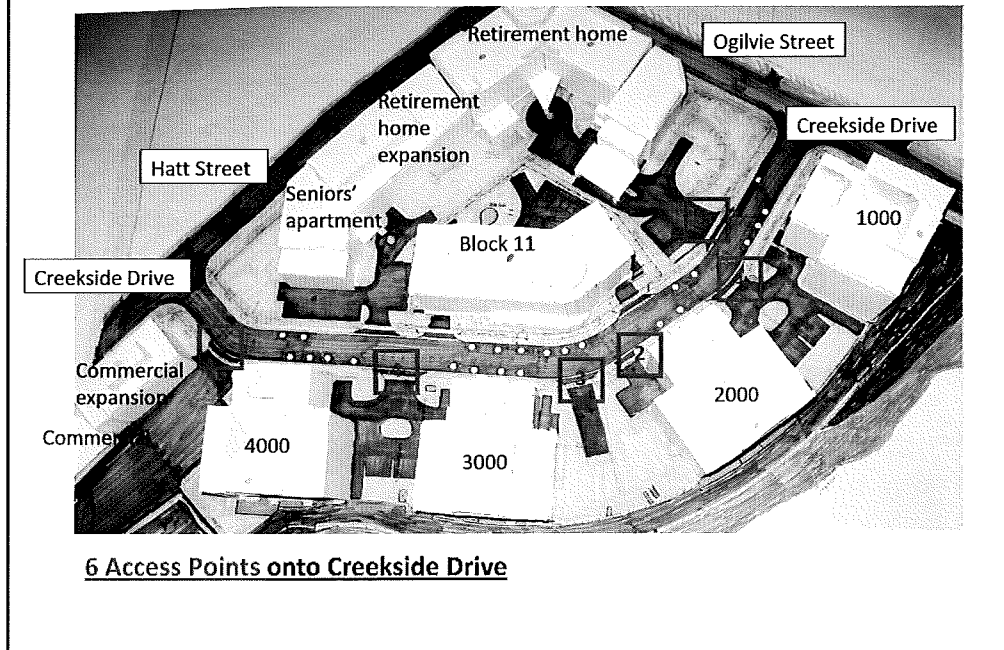 Retirement home
Ogilvie Street
Retirement
home
expansion
Creekside Drive
Hatt Street
Seniors'
apartment
1000
Block 11
Creekside Drive
2
3
Commercial
expansion
2000
Commercial
4000
3000
6 Access Points onto Creekside Drive